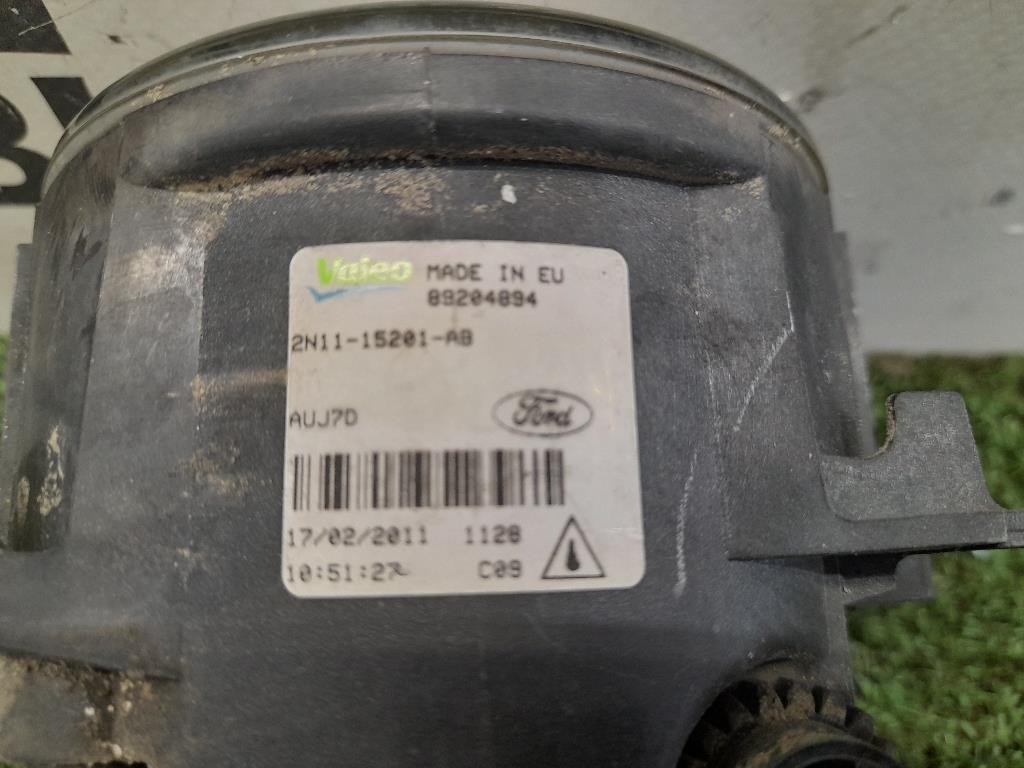 Valeo MADE IN EU
89204894
2N11-15201-AB
AUJ7D Ford
17/02/2011 1128
10:51:27 C09